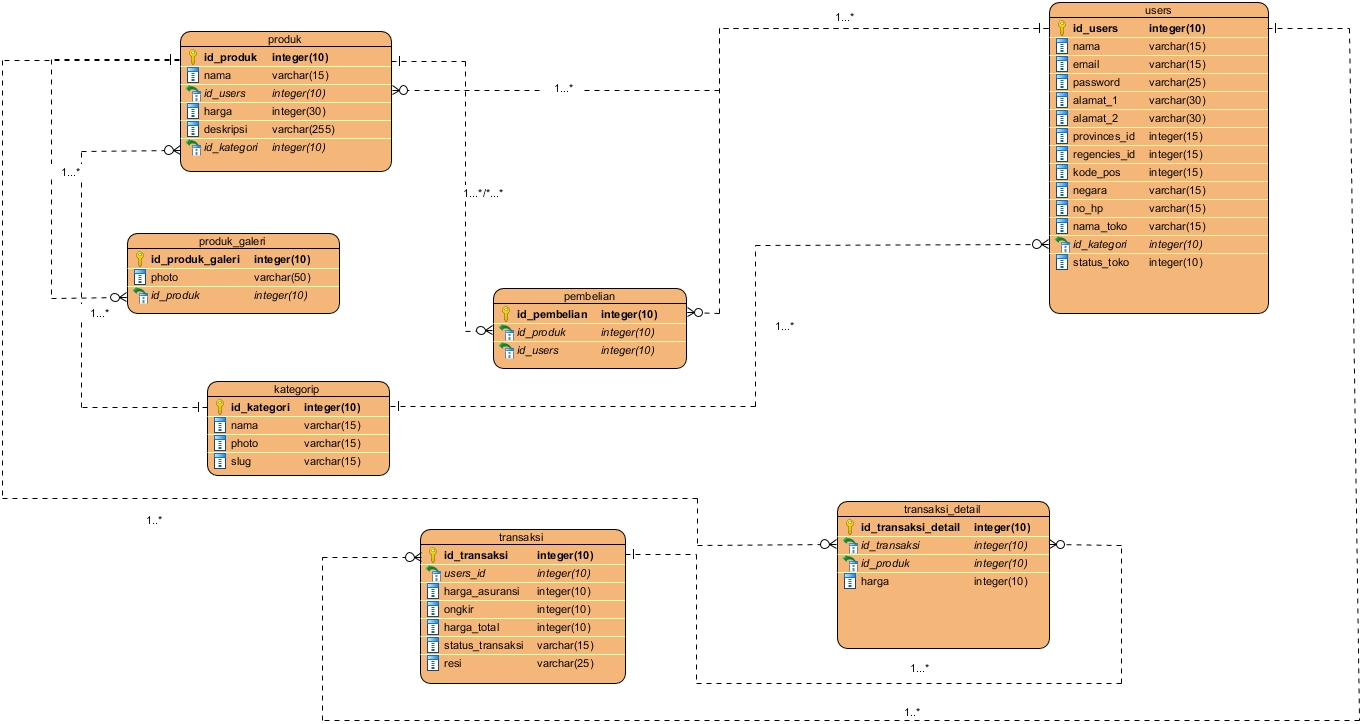 produk
id_produk integer(10)
nama varchar(15)
id_users integer(10)
harga integer(30)
deskripsi varchar(255)
id_kategori integer(10)
1...*
1...*
users
id_users integer(10)
nama varchar(15)
email varchar(15)
password varchar(25)
alamat_1 varchar(30)
alamat_2 varchar(30)
provinces_id integer(15)
regencies_id integer(15)
kode_pos integer(15)
negara varchar(15)
no_hp varchar(15)
nama_toko varchar(15)
id_kategori integer(10)
status_toko integer(10)
1...*
1...*/*...*
produk_galeri
id_produk_galeri integer(10)
photo varchar(50)
id_produk integer(10)
1...*
pembelian
id_pembelian integer(10)
id_produk integer(10)
id_users integer(10)
1...*
kategorip
id_kategori integer(10)
nama varchar(15)
photo varchar(15)
slug varchar(15)
1..*
transaksi
id_transaksi integer(10)
users_id integer(10)
harga_asuransi integer(10)
ongkir integer(10)
harga_total integer(10)
status_transaksi varchar(15)
resi varchar(25)
transaksi_detail
id_transaksi_detail integer(10)
id_transaksi integer(10)
id_produk integer(10)
harga integer(10)
1...*
1..*